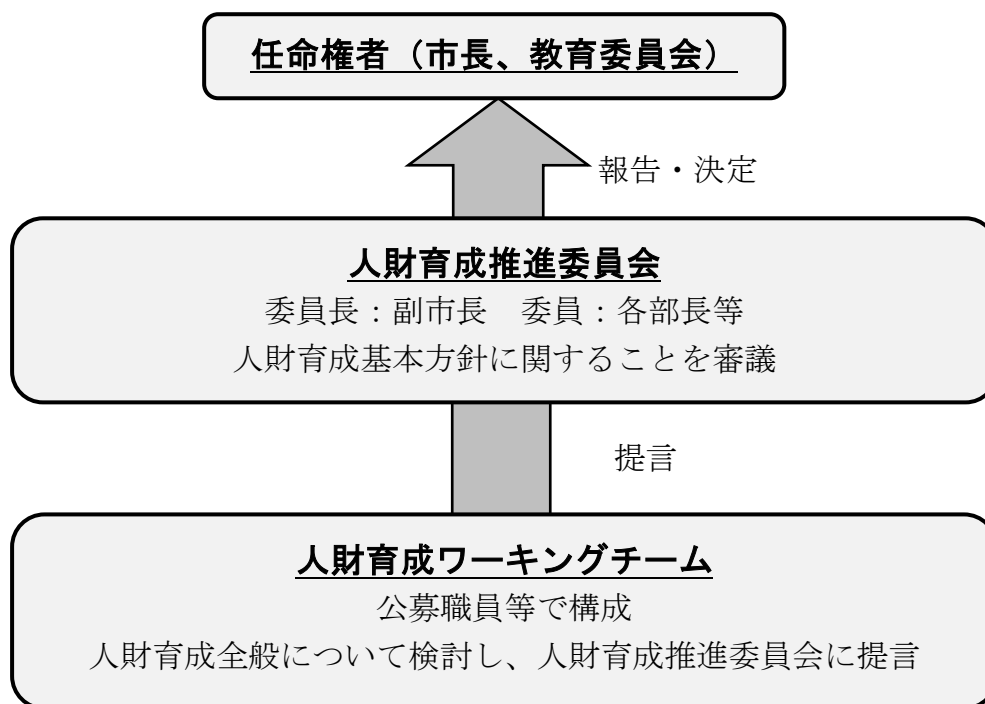 任命権者（市長、教育委員会）
報告・決定
人財育成推進委員会
委員長：副市長　委員：各部長等
人財育成基本方針に関することを審議
提言
人財育成ワーキングチーム
公募職員等で構成
人財育成全般について検討し、人財育成推進委員会に提言